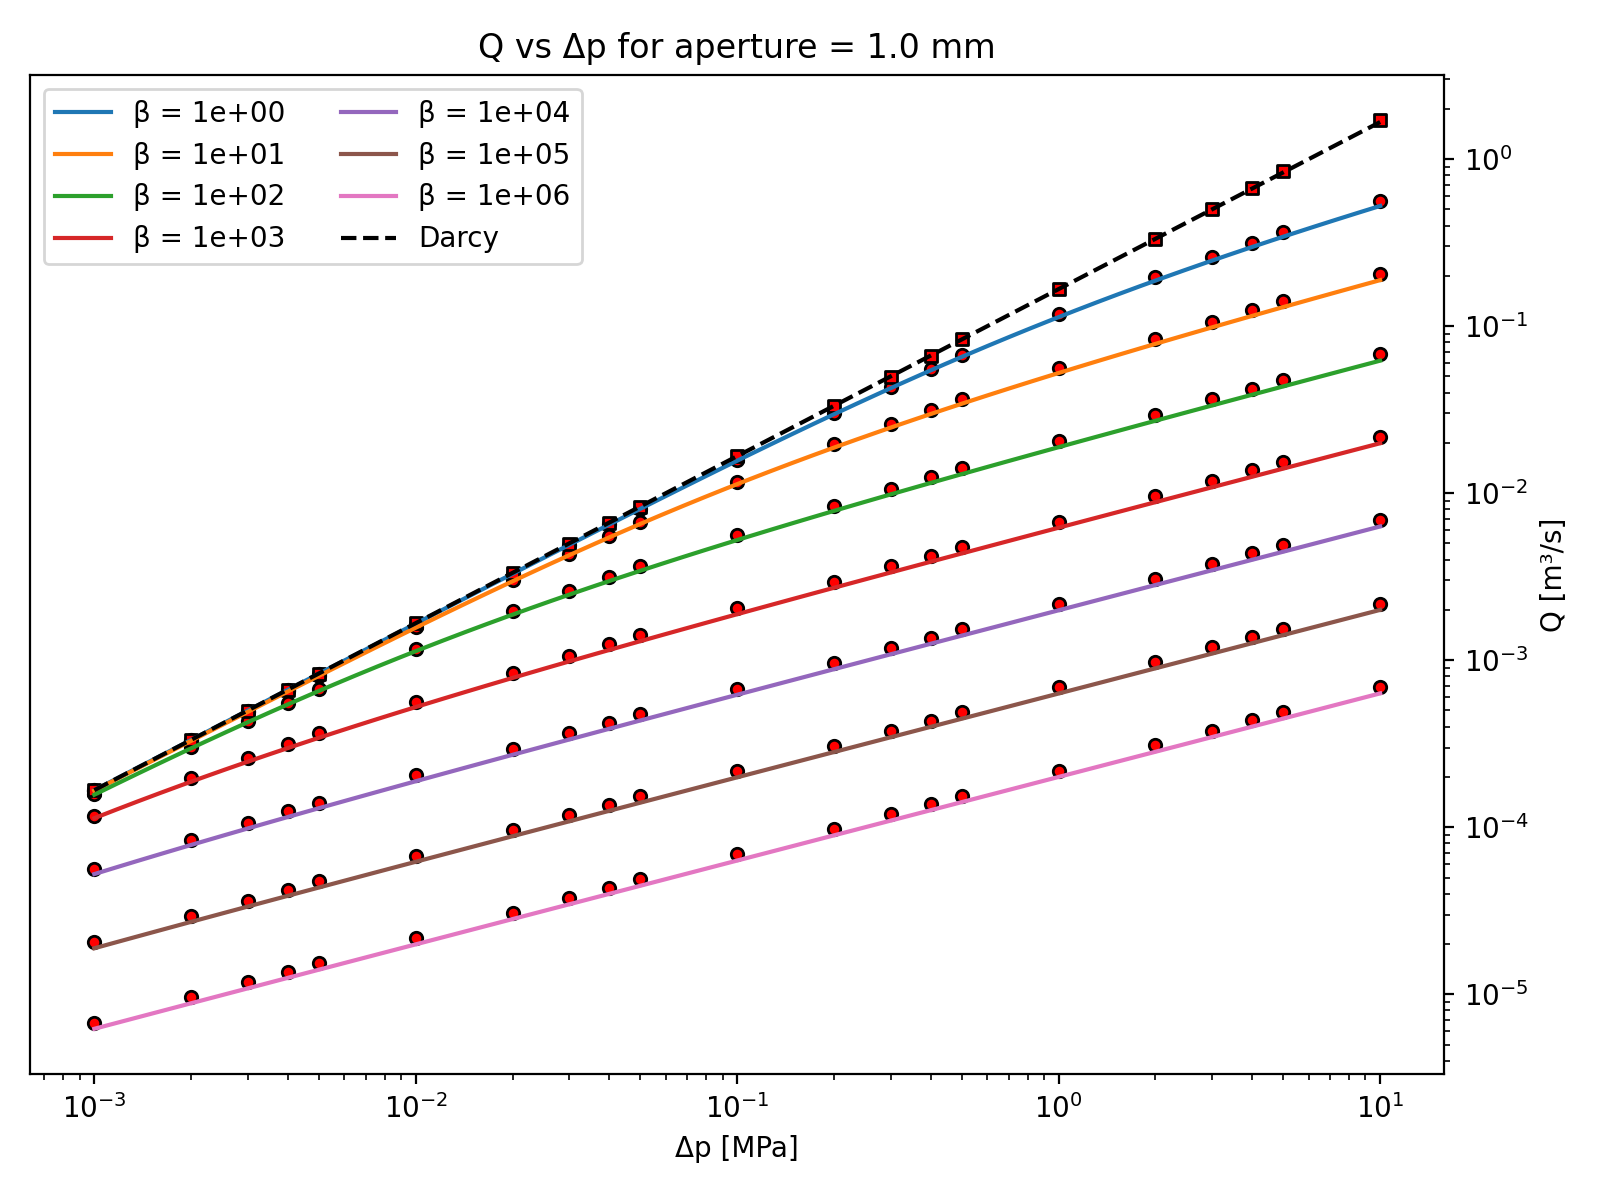 Q vs Δp for aperture = 1.0 mm
β = 1e+00
β = 1e+01
β = 1e+02
β = 1e+03
β = 1e+04
β = 1e+05
β = 1e+06
Darcy
10⁰
10⁻¹
10⁻²
10⁻³
10⁻⁴
10⁻⁵
Q [m³/s]
10⁻³ 10⁻² 10⁻¹ 10⁰ 10¹
Δp [MPa]